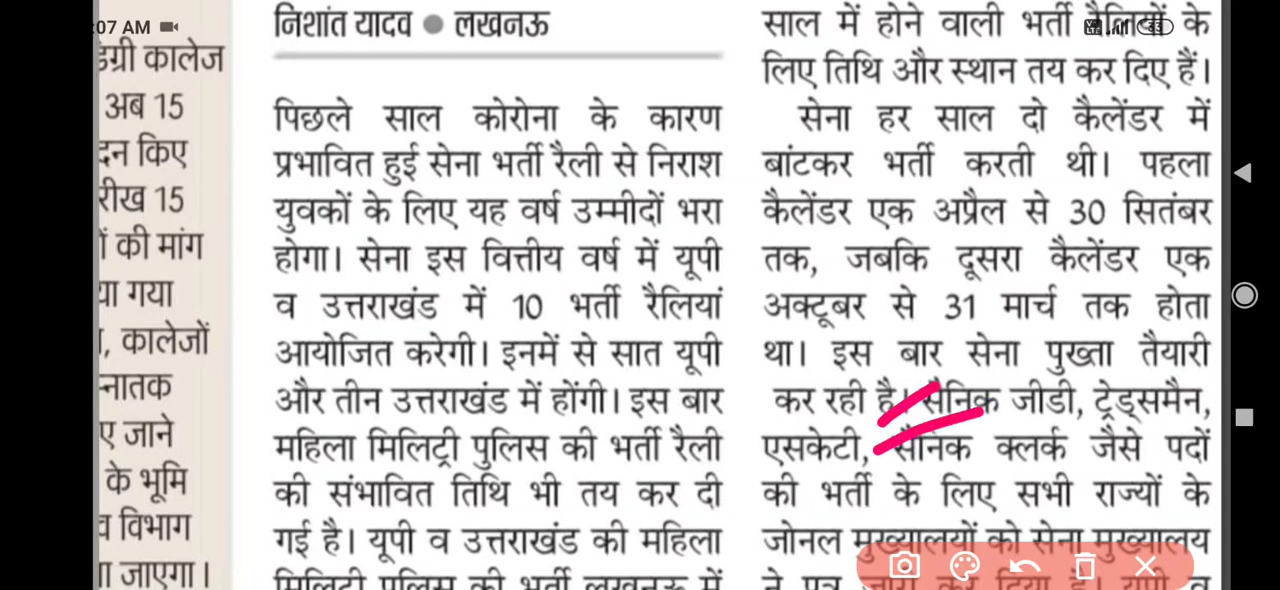 :07 AM
डिग्री कालेज
अब 15
किए
15
की मांग
गया
कालेजों
स्नातक
ए जाने
के भूमि
व विभाग
जाएगा।
निशांत यादव ● लखनऊ
पिछले साल कोरोना के कारण
प्रभावित हुई सेना भर्ती रैली से निराश
युवकों के लिए यह वर्ष उम्मीदों भरा
होगा। सेना इस वित्तीय वर्ष में यूपी
व उत्तराखंड में 10 भर्ती रैलियां
आयोजित करेगी। इनमें से सात यूपी
और तीन उत्तराखंड में होंगी। इस बार
महिला मिलिट्री पुलिस की भर्ती रैली
की संभावित तिथि भी तय कर दी
गई है। यूपी व उत्तराखंड की महिला
मिलिट्री पुलिस की भर्ती लखनऊ में
साल में होने वाली भर्ती रैलियों के
लिए तिथि और स्थान तय कर दिए हैं।
सेना हर साल दो कैलेंडर में
बांटकर भर्ती करती थी। पहला
कैलेंडर एक अप्रैल से 30 सितंबर
तक, जबकि दूसरा कैलेंडर एक
अक्टूबर से 31 मार्च तक होता
था। इस बार सेना पुख्ता तैयारी
कर रही है। सैनिक जीडी, ट्रेड्समैन,
एसकेटी, सैनिक क्लर्क जैसे पदों
की भर्ती के लिए सभी राज्यों के
जोनल मुख्यालयों को सेना मुख्यालय
ने पत्र जारी कर दिया है। यूपी व